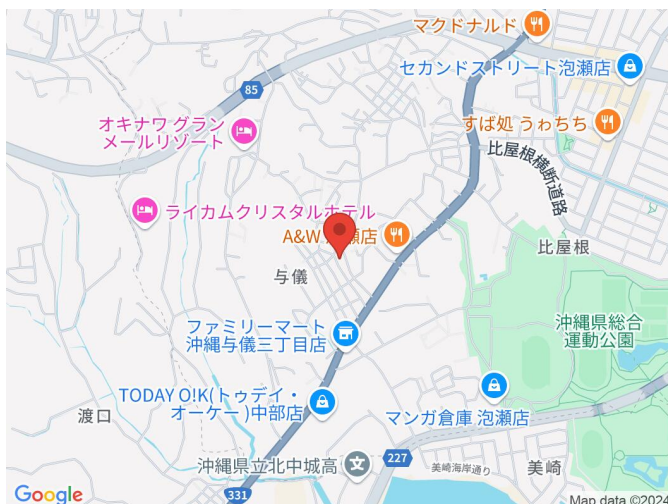 マクドナルド
セカンドストリート泡瀬店
85
オキナワ グラン
メールリゾート
すば処 うゎちち
比屋根横断道路
ライカムクリスタルホテル
A&W 泡瀬店
比屋根
与儀
沖縄県総合
運動公園
ファミリーマート
沖縄与儀三丁目店
TODAY O!K(トゥデイ・
オーケー )中部店
マンガ倉庫 泡瀬店
渡口
沖縄県立北中城高
227
美崎海岸通り
美崎
331
Google
Map data ©2024